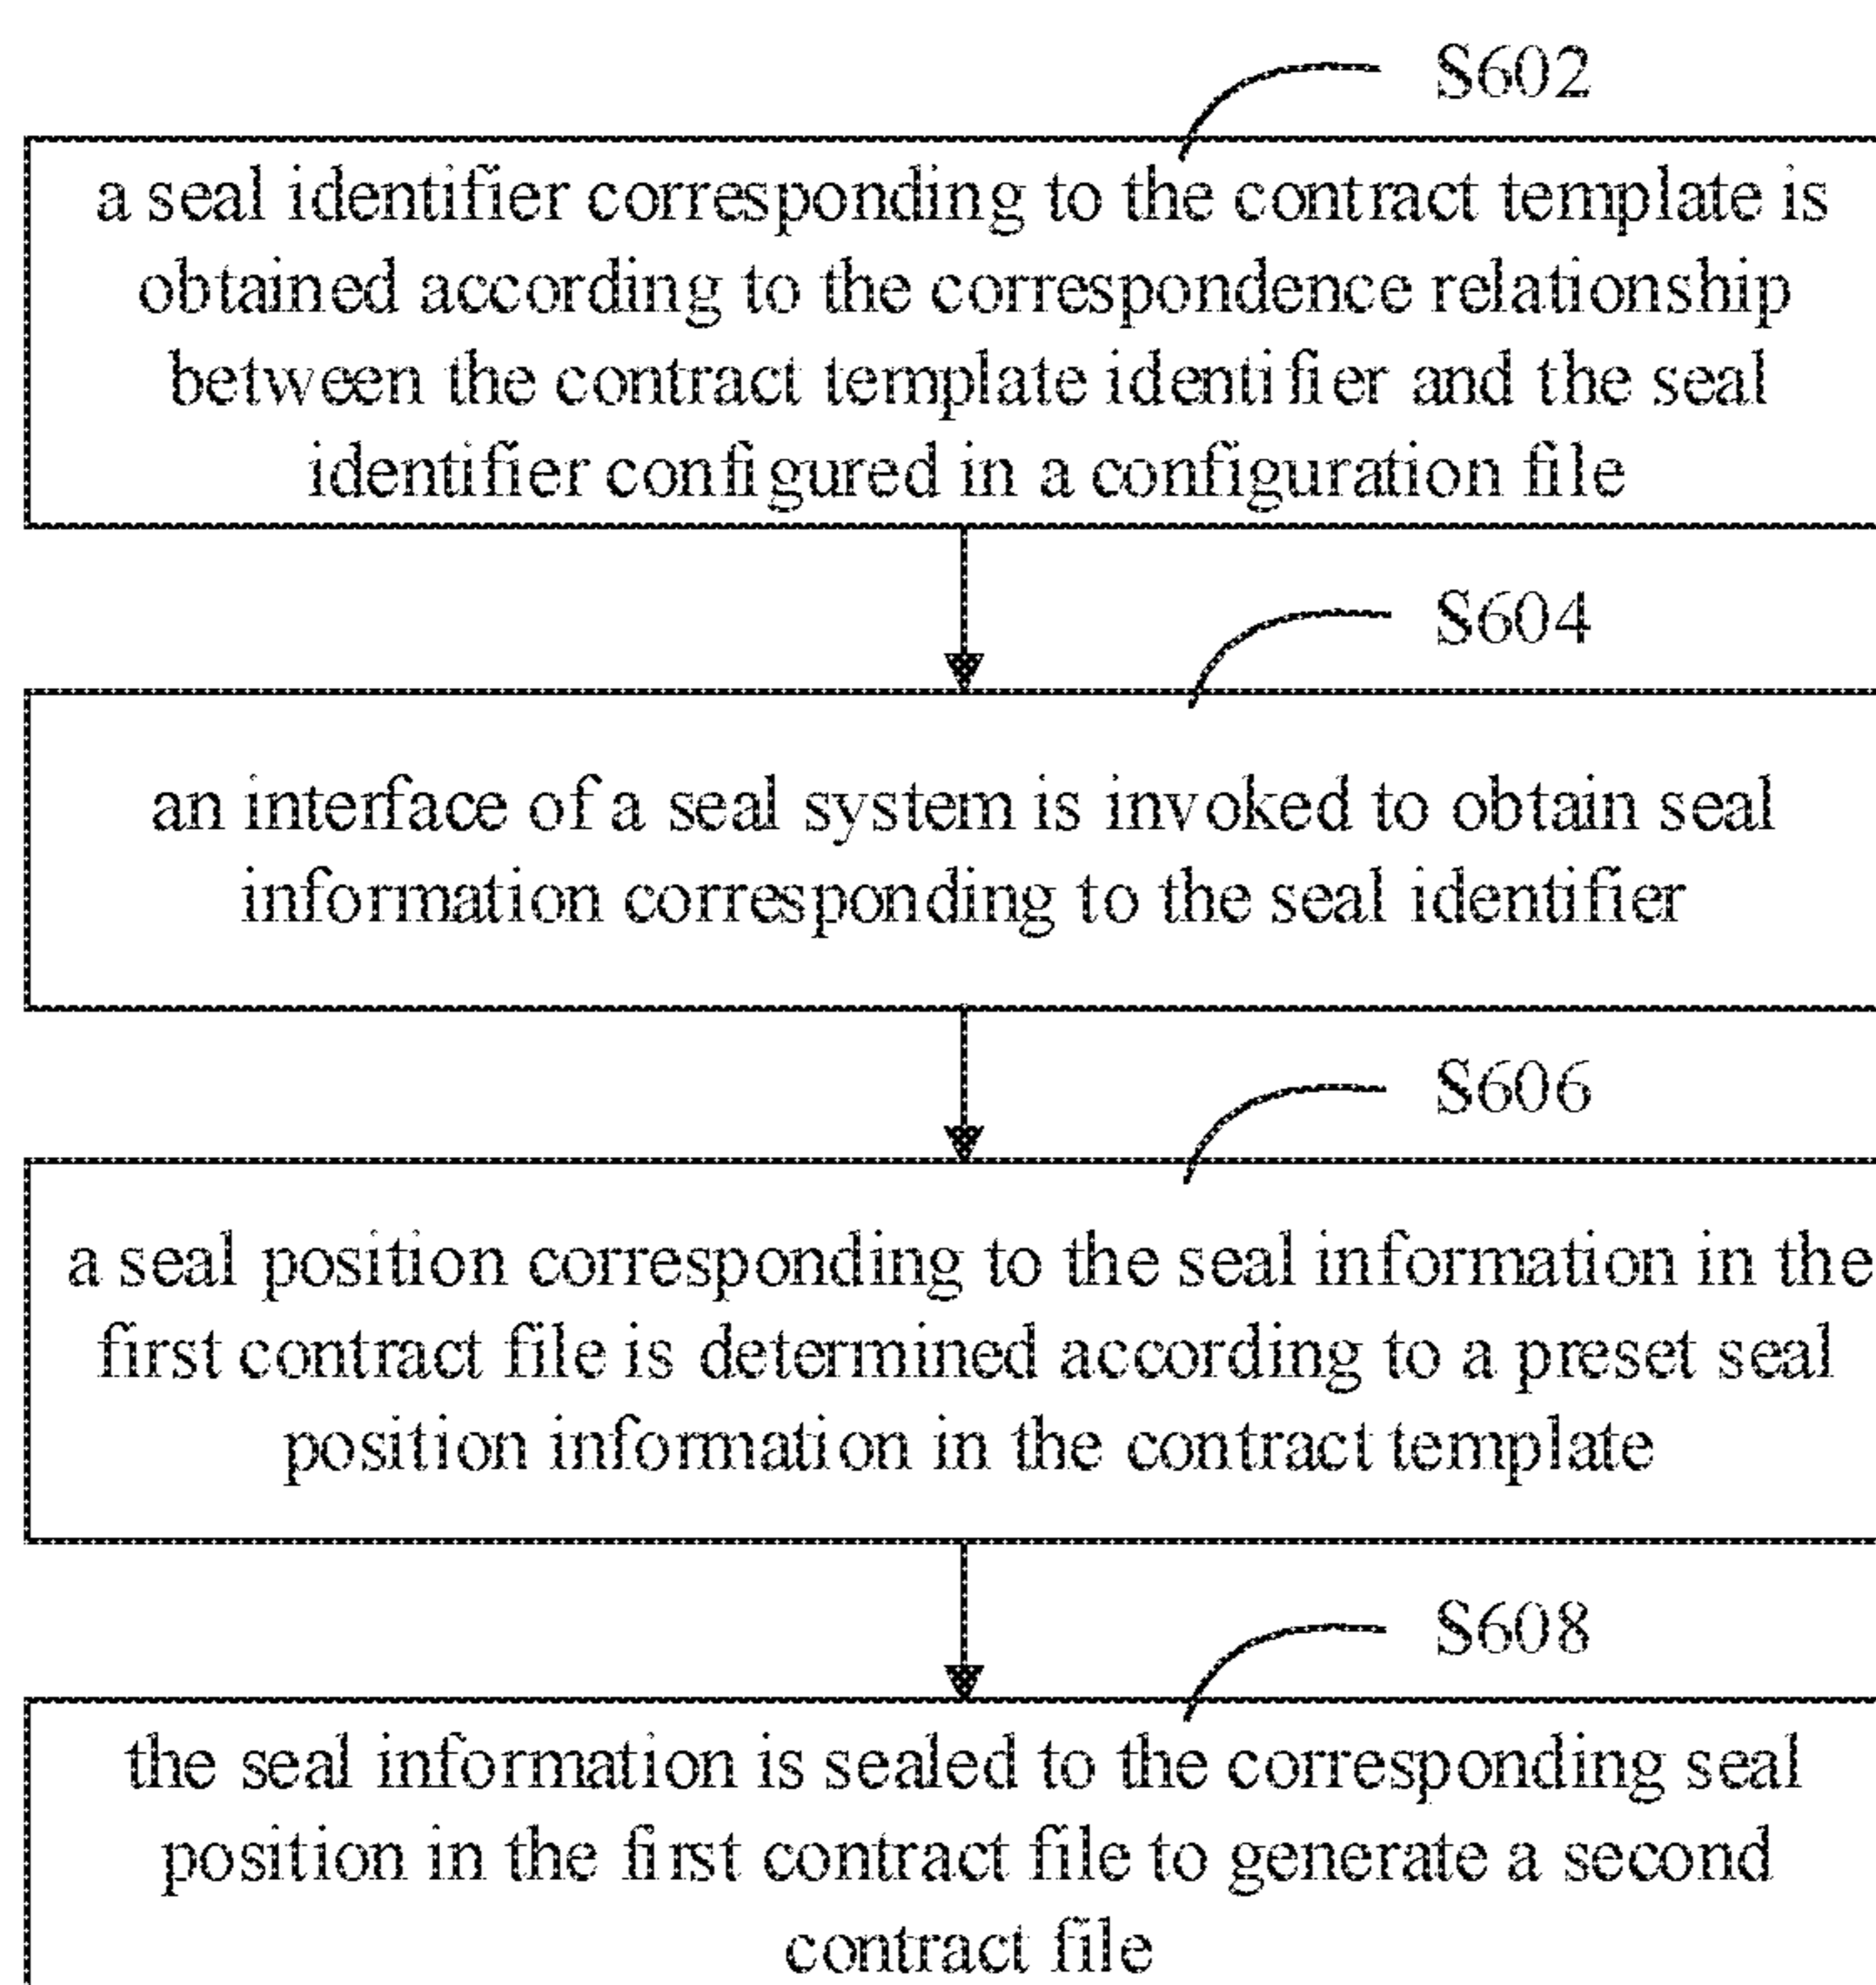 S602
a seal identifier corresponding to the contract template is
obtained according to the correspondence relationship
between the contract template identifier and the seal
identifier configured in a configuration file
S604
an interface of a seal system is invoked to obtain seal
information corresponding to the seal identifier
S606
a seal position corresponding to the seal information in the
first contract file is determined according to a preset seal
position information in the contract template
S608
the seal information is sealed to the corresponding seal
position in the first contract file to generate a second
contract file